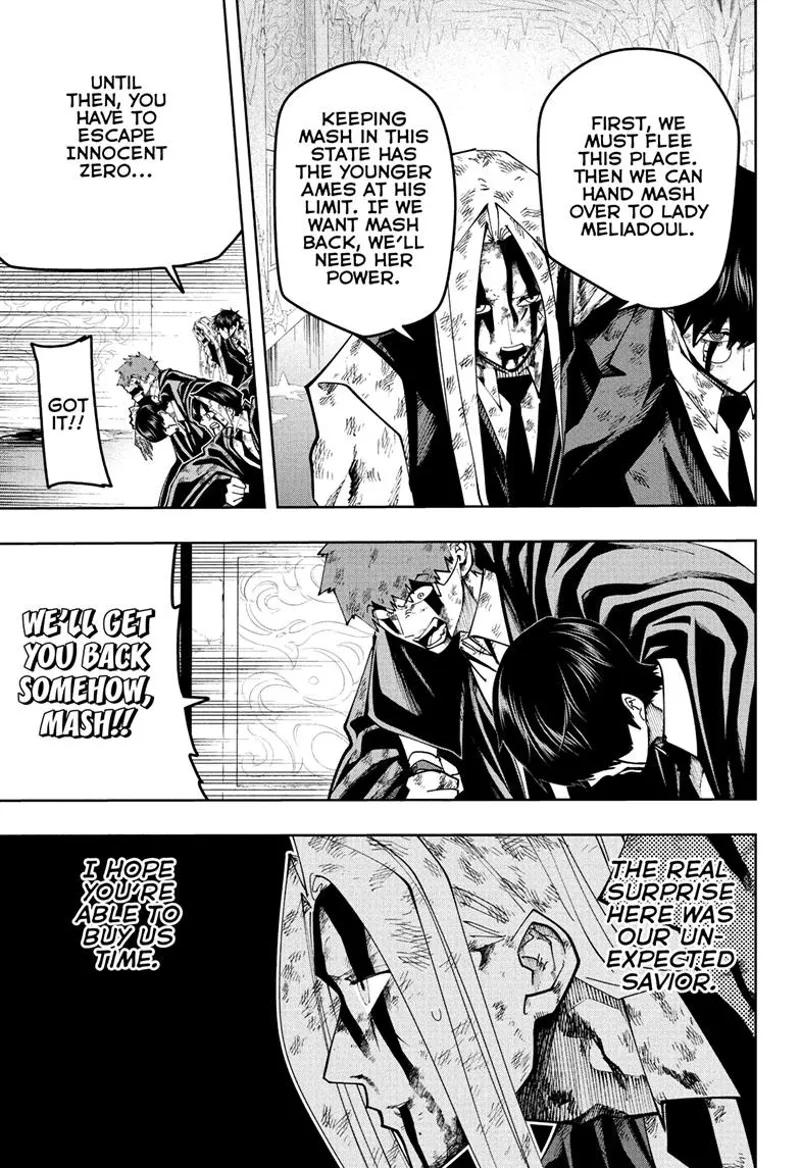 FIRST, WE
MUST FLEE
THIS PLACE.
THEN WE CAN
HAND MASH
OVER TO LADY
MELIADOUL.
KEEPING
MASH IN THIS
STATE HAS
THE YOUNGER
AMES AT HIS
LIMIT. IF WE
WANT MASH
BACK, WE'LL
NEED HER
POWER.
UNTIL
THEN, YOU
HAVE TO
ESCAPE
INNOCENT
ZERO...
GOT
IT!!
WE'LL GET
YOU BACK
SOMEHOW,
MASH!!
THE REAL
SURPRISE
HERE WAS
OUR UN-
EXPECTED
SAVIOR.
I HOPE
YOU'RE
ABLE TO
BUY US
TIME.